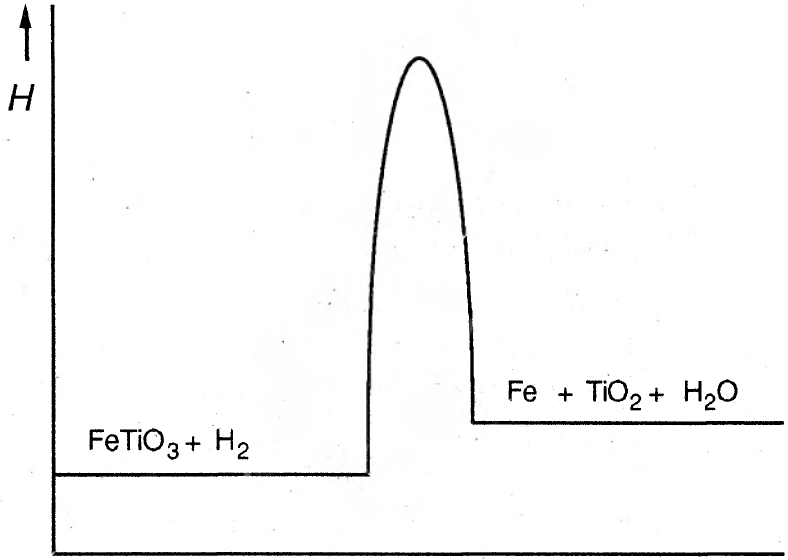 H
Fe + TiO₂ + H₂O
FeTiO₃ + H₂